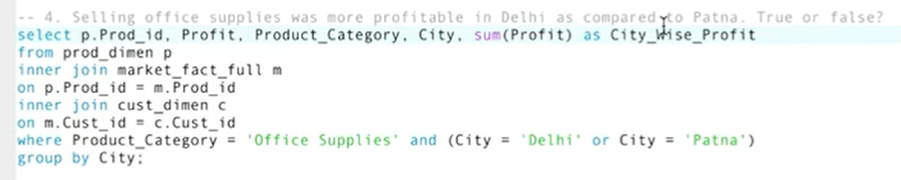 -- 4. Selling office supplies was more profitable in Delhi as compared to Patna. True or false?
select p.Prod_id, Profit, Product_Category, City, sum(Profit) as City_Wise_Profit
from prod_dimen p
inner join market_fact_full m
on p.Prod_id = m.Prod_id
inner join cust_dimen c
on m.Cust_id = c.Cust_id
where Product_Category = 'Office Supplies' and (City = 'Delhi' or City = 'Patna')
group by City;